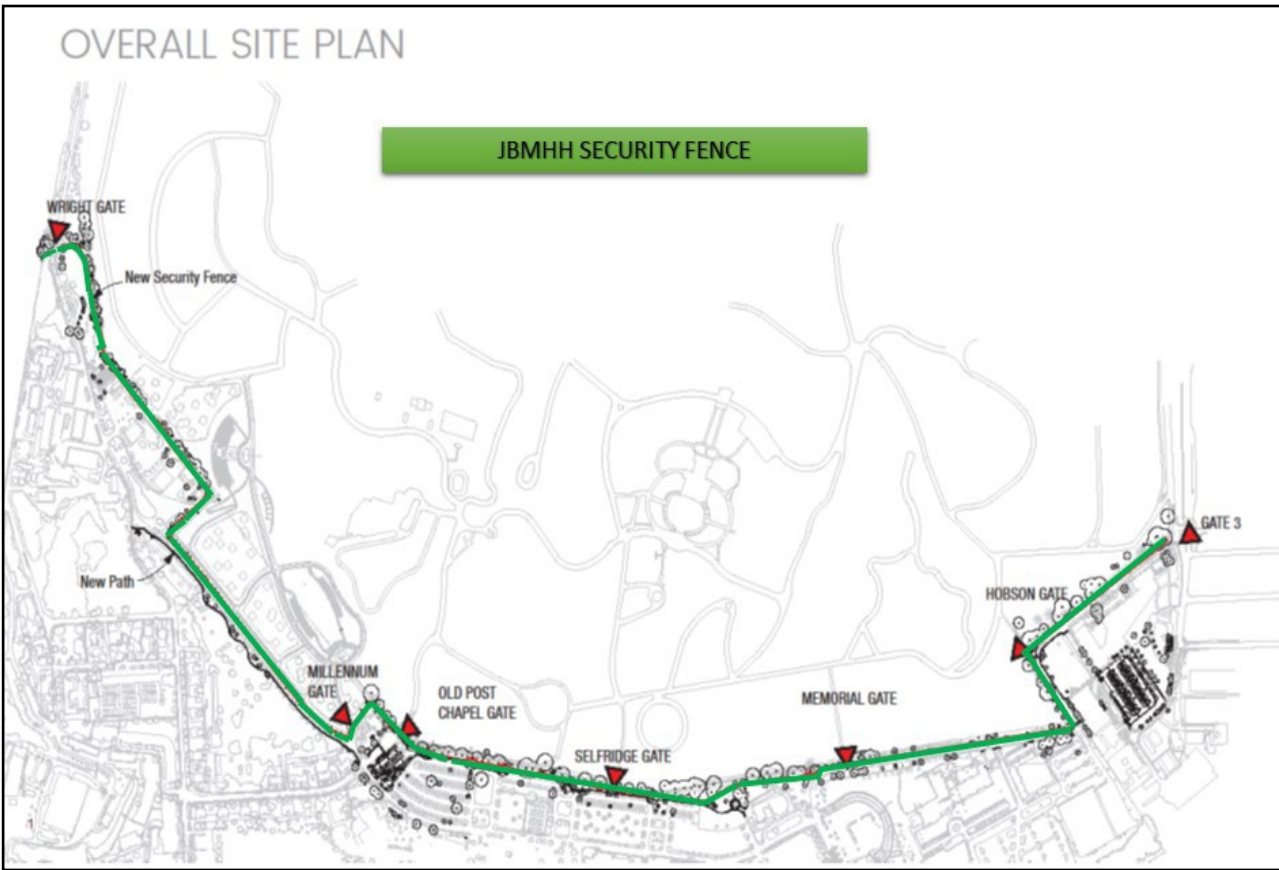 OVERALL SITE PLAN
JBMHH SECURITY FENCE
WRIGHT GATE
New Security Fence
GATE 3
New Path
HOBSON GATE
MILLENNUM
GATE
OLD POST
CHAPEL GATE
MEMORIAL GATE
SELFRIDGE GATE